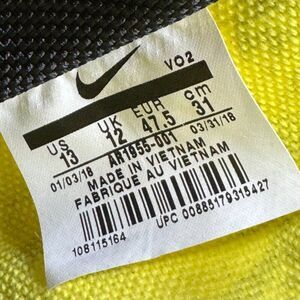 VO2
US UK EUR cm
13 12 47.5 31
01/03/18 AR1955-001 03/31/18
MADE IN VIETNAM
FABRIQUE AU VIETNAM
108115164 UPC 00885179315427